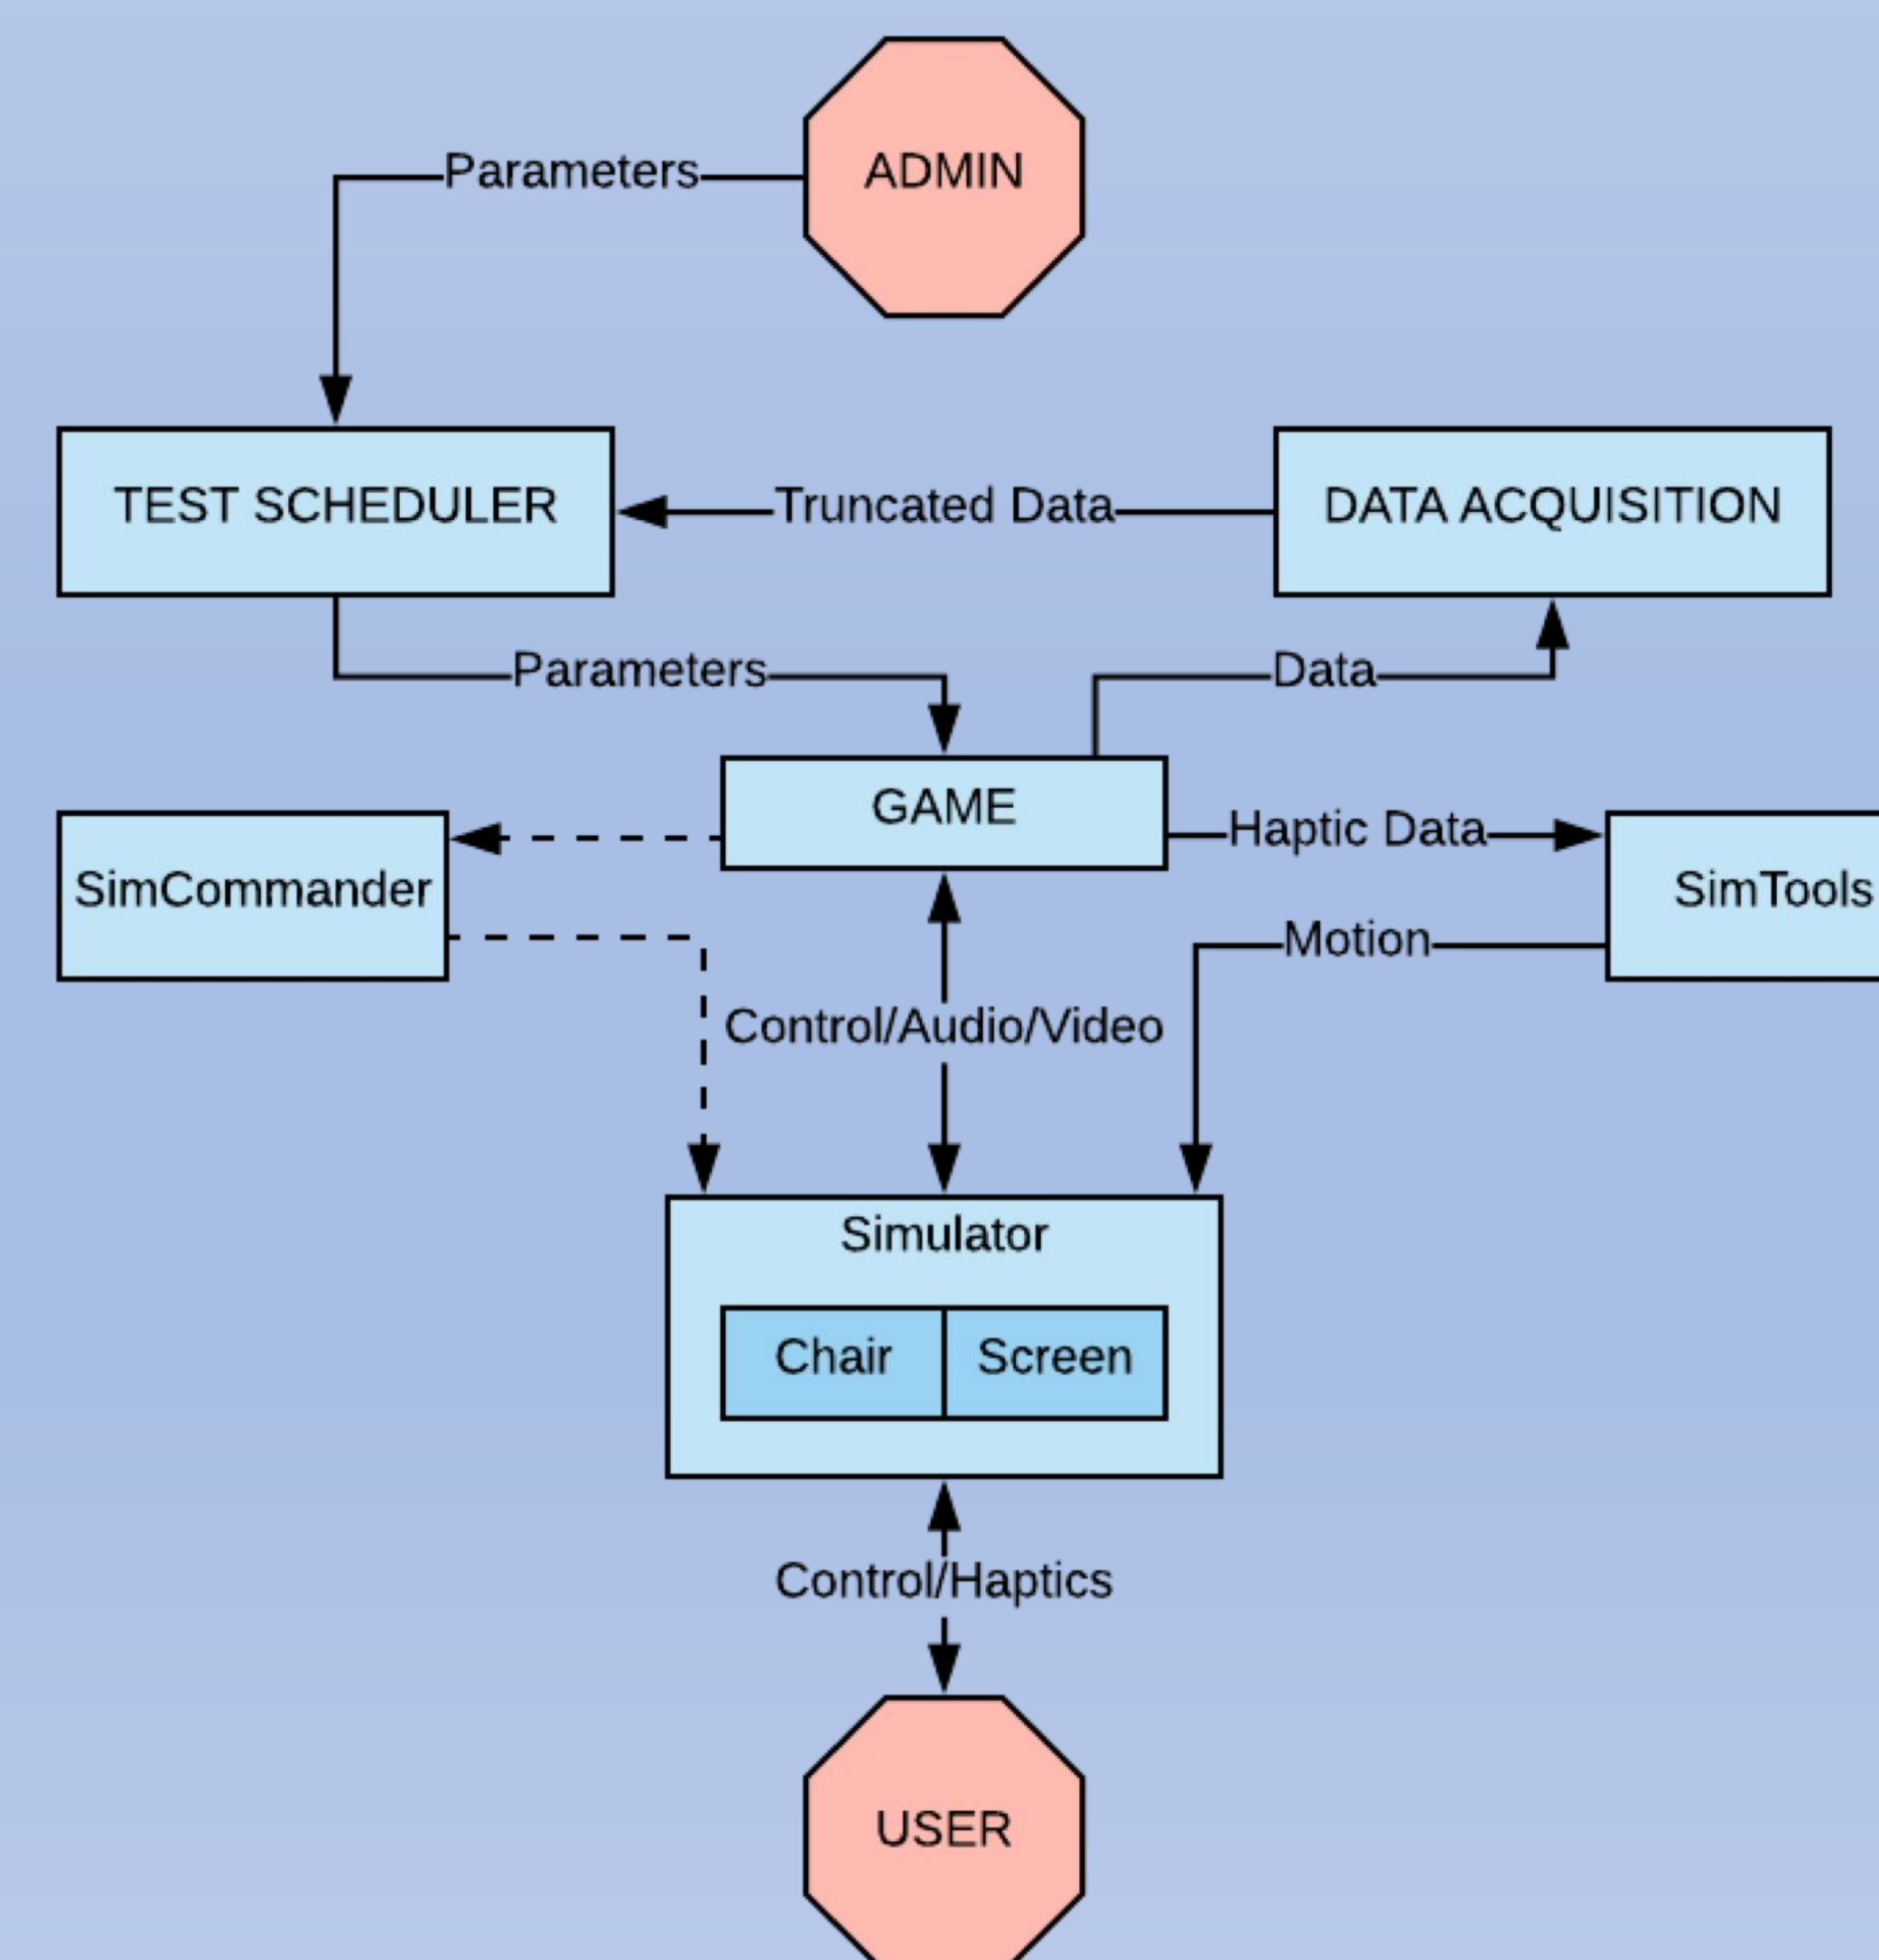 ADMIN
Parameters
TEST SCHEDULER
Truncated Data
DATA ACQUISITION
Parameters
Data
GAME
Haptic Data
SimCommander
SimTools
Motion
Control/Audio/Video
Simulator
Chair
Screen
Control/Haptics
USER